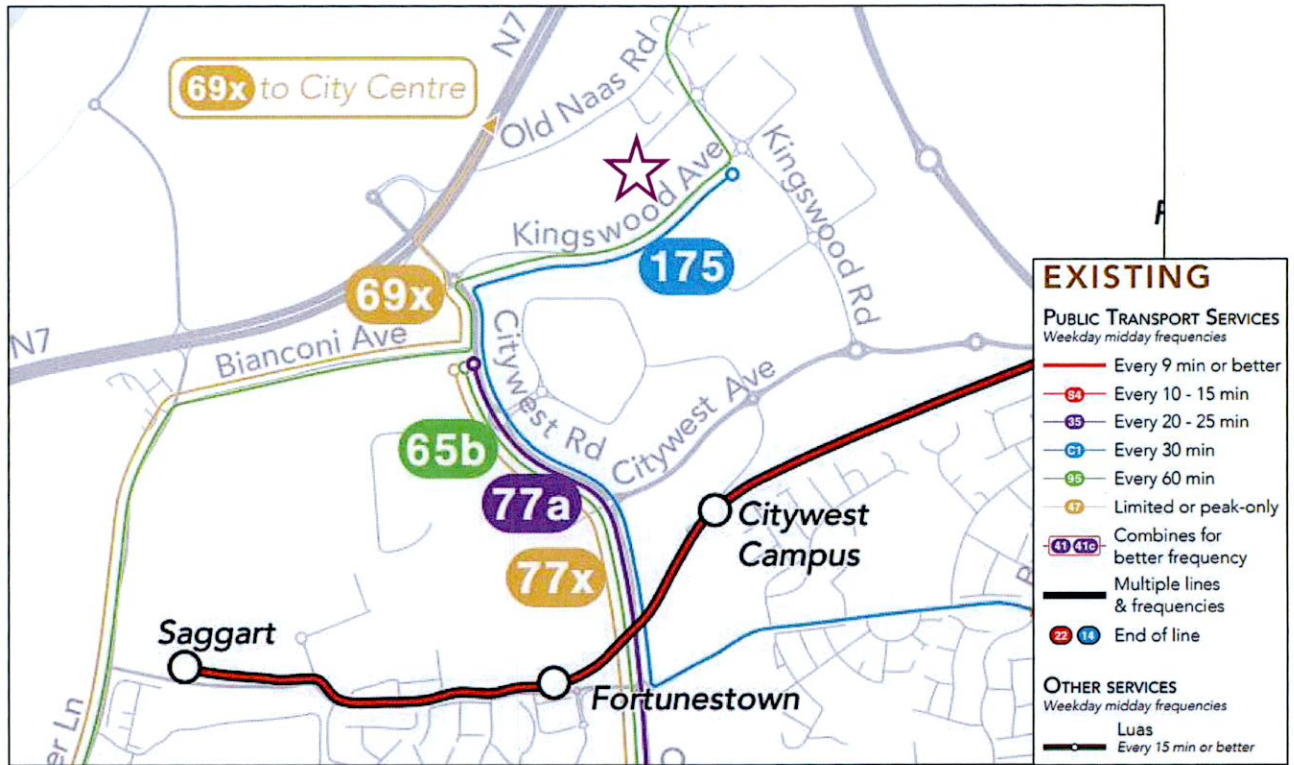 N7
69x to City Centre
Old Naas Rd
Kingswood Ave
Kingswood Rd
175
69x
N7
Bianconi Ave
Citywest Rd
Citywest Ave
65b
77a
77x
Citywest
Campus
Saggart
Fortunestown
er Ln
EXISTING
PUBLIC TRANSPORT SERVICES
Weekday midday frequencies
Every 9 min or better
S4 Every 10 - 15 min
35 Every 20 - 25 min
C1 Every 30 min
95 Every 60 min
47 Limited or peak-only
41 41c Combines for
better frequency
Multiple lines
& frequencies
22 14 End of line
OTHER SERVICES
Weekday midday frequencies
Luas
Every 15 min or better